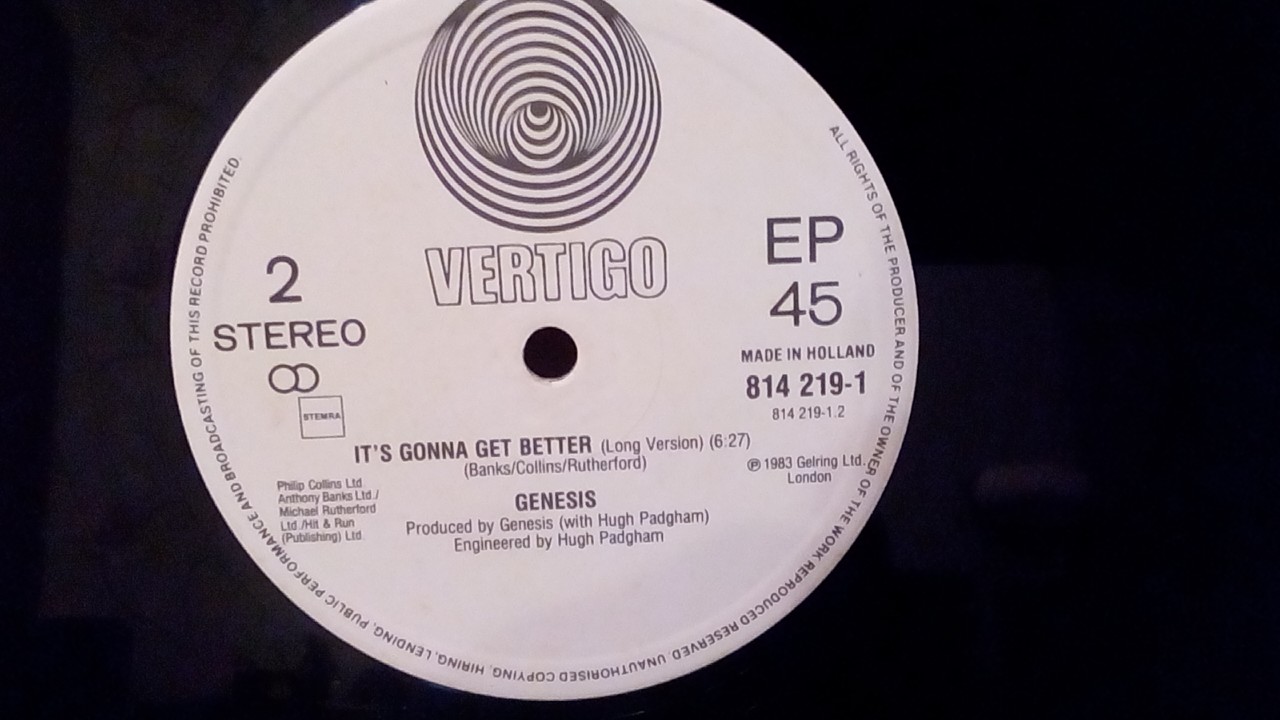 VERTIGO
2
STEREO
STEMRA
EP
45
MADE IN HOLLAND
814 219-1
814 219-1.2
IT'S GONNA GET BETTER (Long Version) (6:27)
(Banks/Collins/Rutherford)
℗ 1983 Gelring Ltd.
London
Philip Collins Ltd.
Anthony Banks Ltd./
Michael Rutherford
Ltd./Hit & Run
(Publishing) Ltd.
GENESIS
Produced by Genesis (with Hugh Padgham)
Engineered by Hugh Padgham
ALL RIGHTS OF THE PRODUCER AND OF THE OWNER OF THE WORK REPRODUCED RESERVED. UNAUTHORISED COPYING, HIRING, LENDING, PUBLIC PERFORMANCE AND BROADCASTING OF THIS RECORD PROHIBITED.